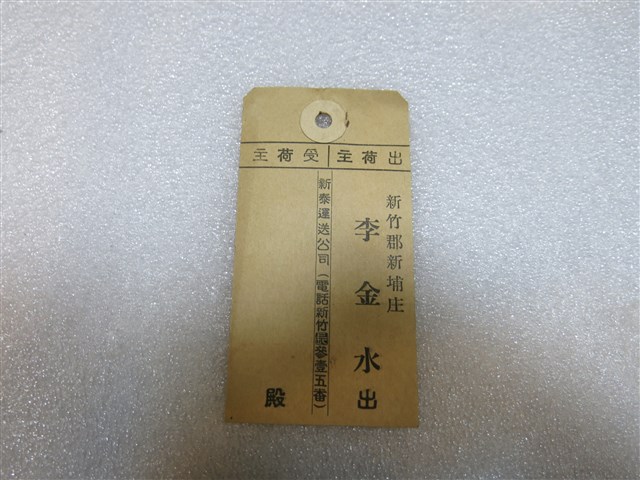 出荷主
受荷主
新竹郡新埔庄
李金水出
新泰運送公司(電話新竹 參壹五番)
殿